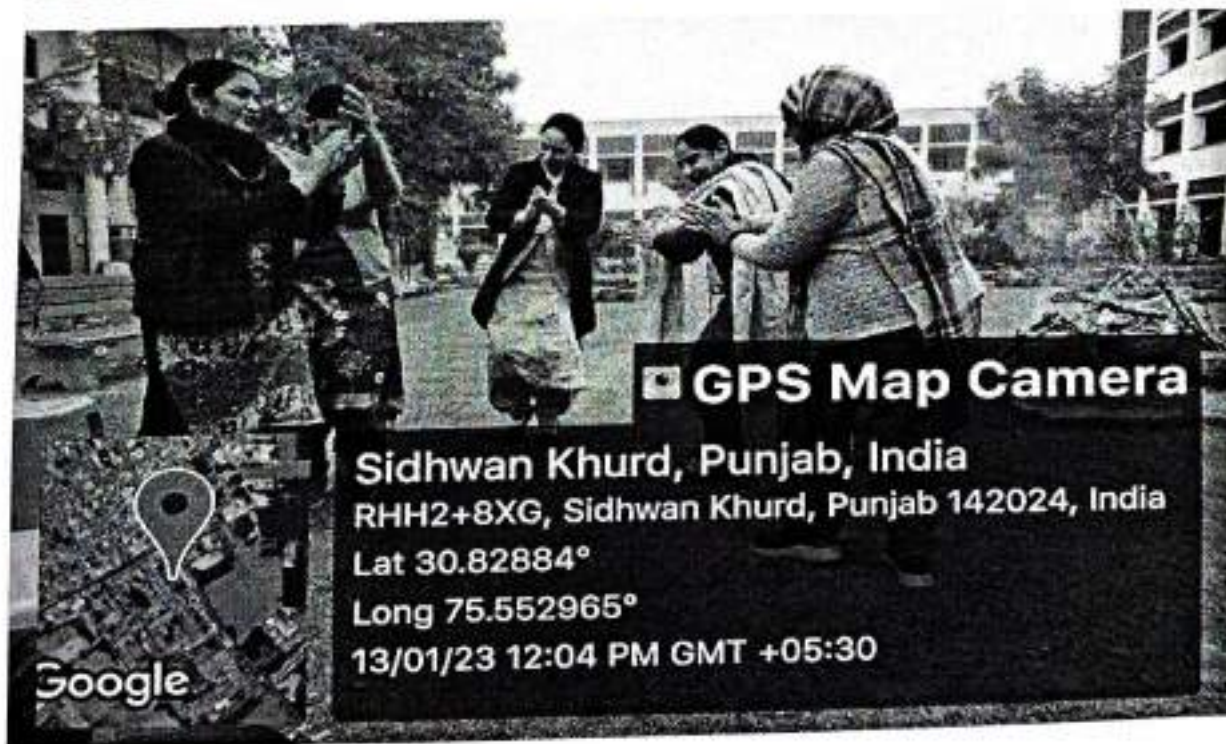 GPS Map Camera
Sidhwan Khurd, Punjab, India
RHH2+8XG, Sidhwan Khurd, Punjab 142024, India
Lat 30.82884°
Long 75.552965°
13/01/23 12:04 PM GMT +05:30
Google